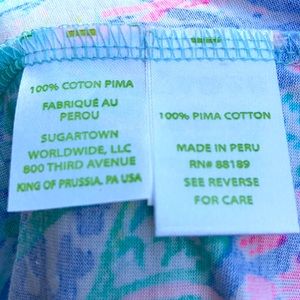 100% COTON PIMA
FABRIQUÉ AU
PEROU
SUGARTOWN
WORLDWIDE, LLC
800 THIRD AVENUE
KING OF PRUSSIA, PA USA
100% PIMA COTTON
MADE IN PERU
RN# 88189
SEE REVERSE
FOR CARE